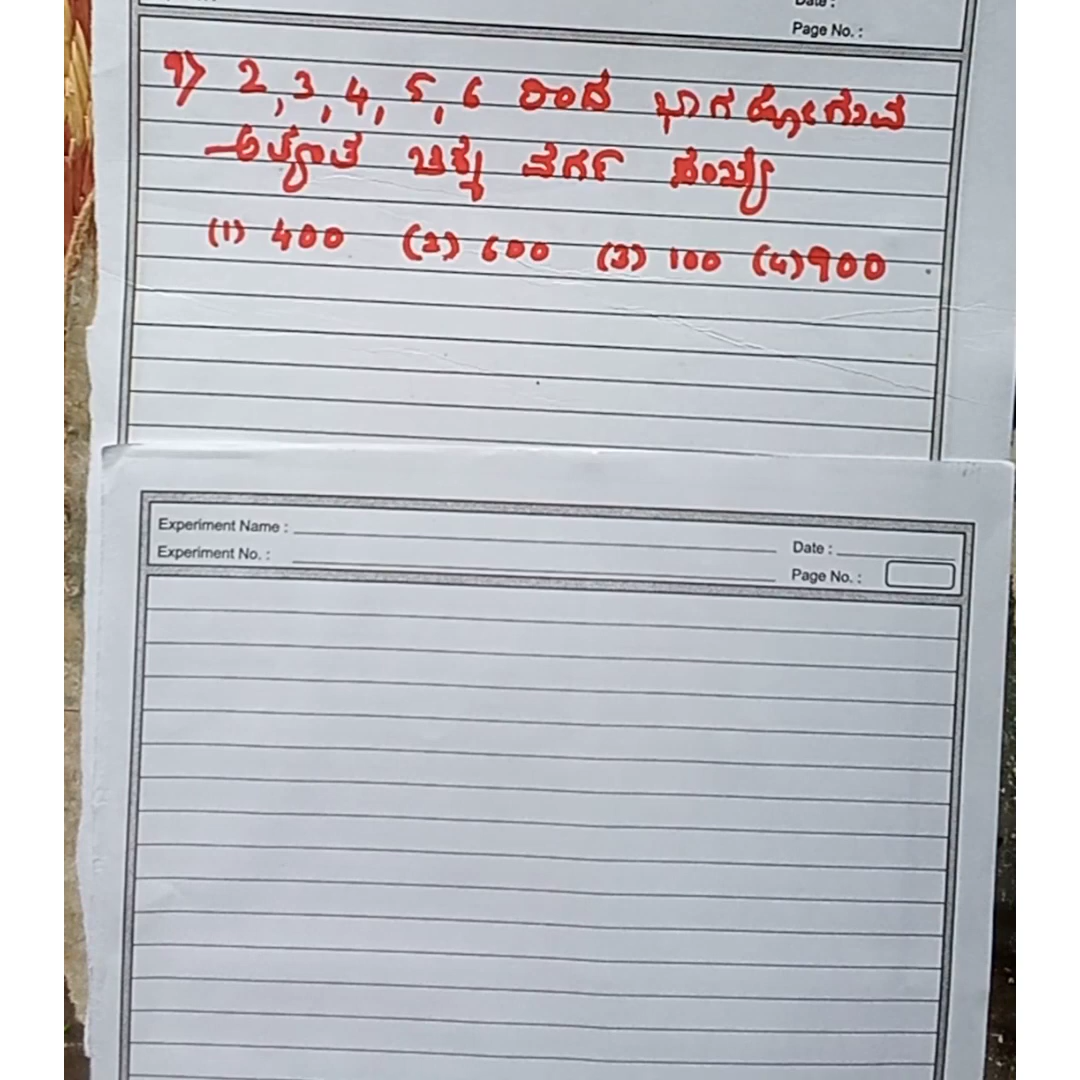 Date :
Page No. :
9) 2, 3, 4, 5, 6 ರಿಂದ ಭಾಗ ಹೋಗುವ
ಅತ್ಯಂತ ಚಿಕ್ಕ ವರ್ಗ ಸಂಖ್ಯೆ
(1) 400 (2) 600 (3) 100 (4) 900
Experiment Name :
Date :
Experiment No. :
Page No. :